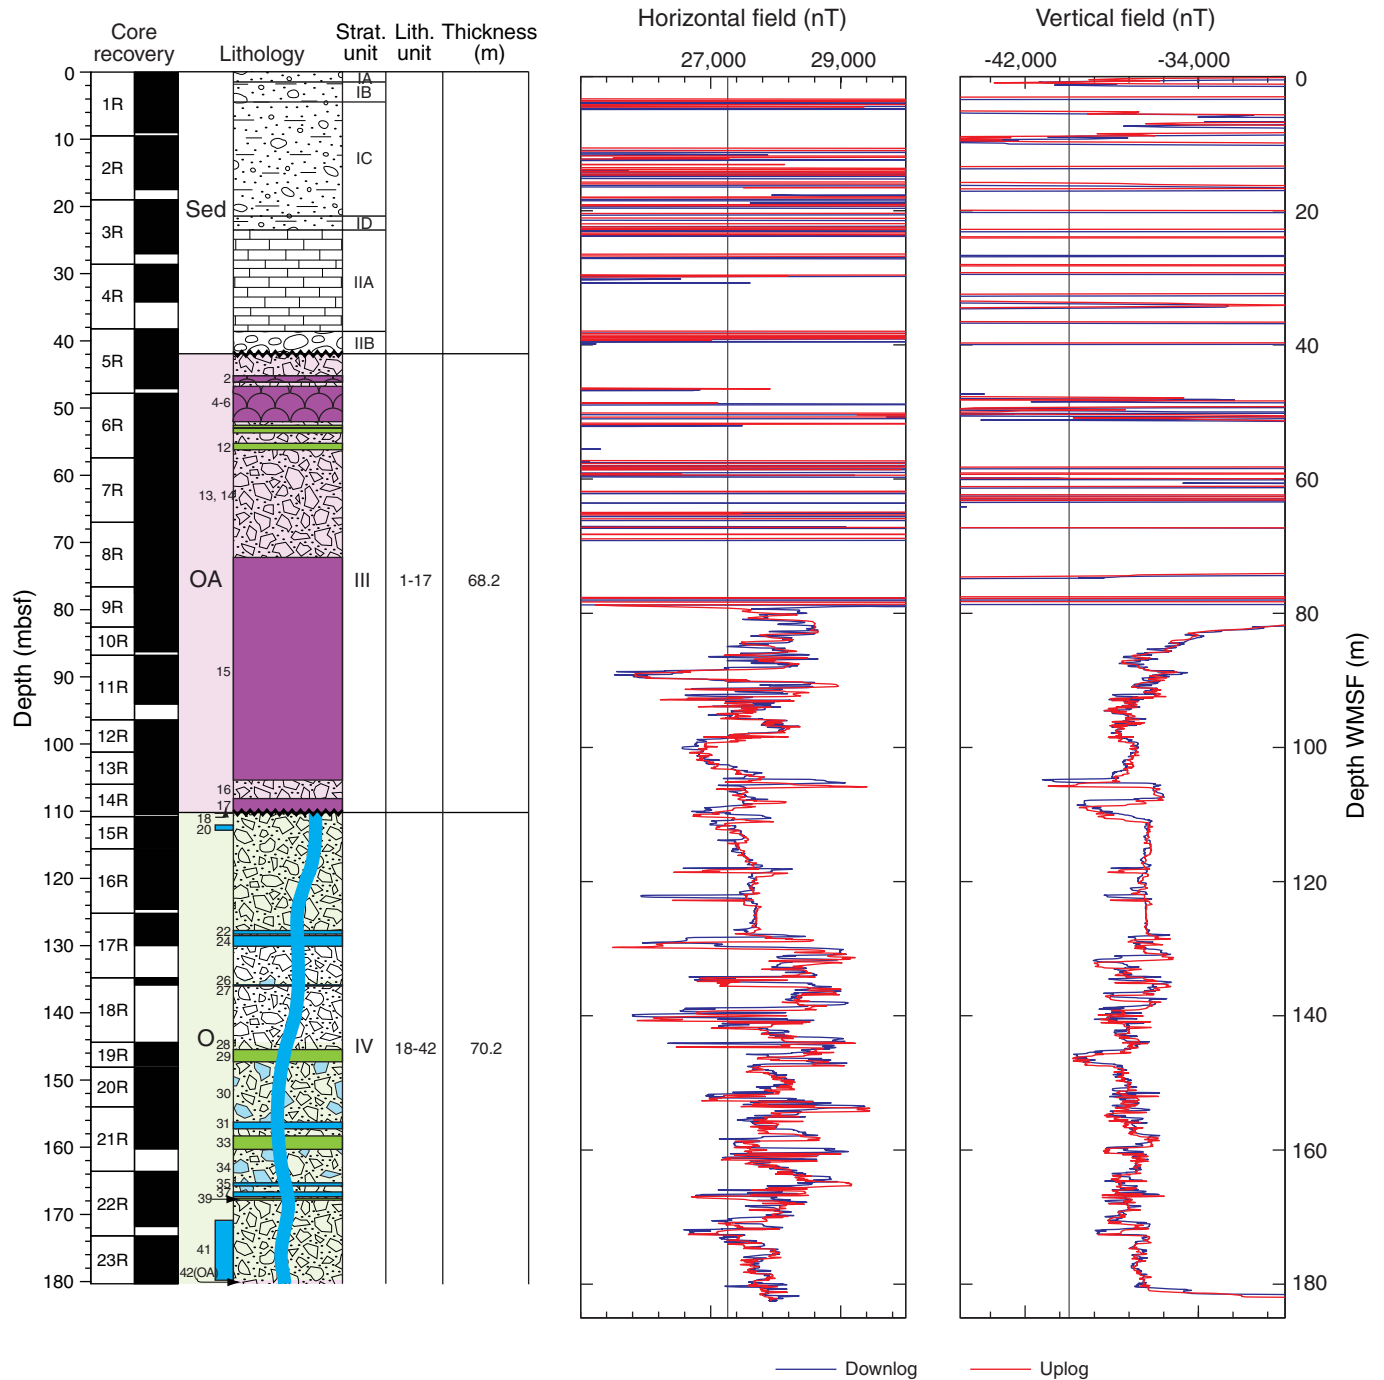 Core recovery
Lithology
Strat. unit
Lith. unit
Thickness (m)
Horizontal field (nT)
27,000 29,000
Vertical field (nT)
-42,000 -34,000
Depth (mbsf)
0
10
20
30
40
50
60
70
80
90
100
110
120
130
140
150
160
170
180
1R
2R
3R
4R
5R
6R
7R
8R
9R
10R
11R
12R
13R
14R
15R
16R
17R
18R
19R
20R
21R
22R
23R
Sed
OA
O
2
4-6
12
13, 14
15
16
17
18
20
22
24
26
27
28
29
30
31
33
34
35
37
39
41
42(OA)
IA
IB
IC
ID
IIA
IIB
III 1-17 68.2
IV 18-42 70.2
0
20
40
60
80
100
120
140
160
180
Depth WMSF (m)
Downlog Uplog